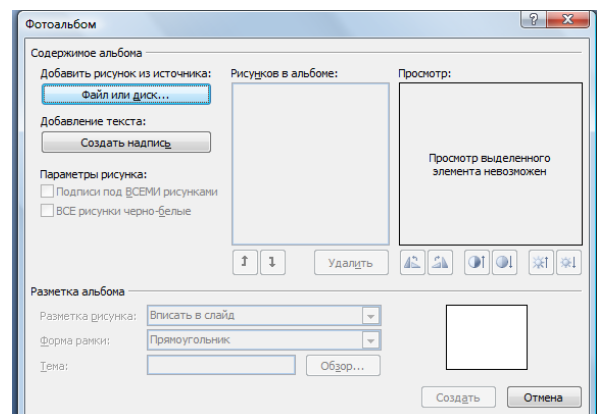 Фотоальбом
Содержимое альбома
Добавить рисунок из источника:
Файл или диск...
Добавление текста:
Создать надпись
Параметры рисунка:
Подписи под ВСЕМИ рисунками
ВСЕ рисунки черно-белые
Рисунков в альбоме:
Удалить
Просмотр:
Просмотр выделенного
элемента невозможен
Разметка альбома
Разметка рисунка: Вписать в слайд
Форма рамки: Прямоугольник
Тема: Обзор...
Создать Отмена